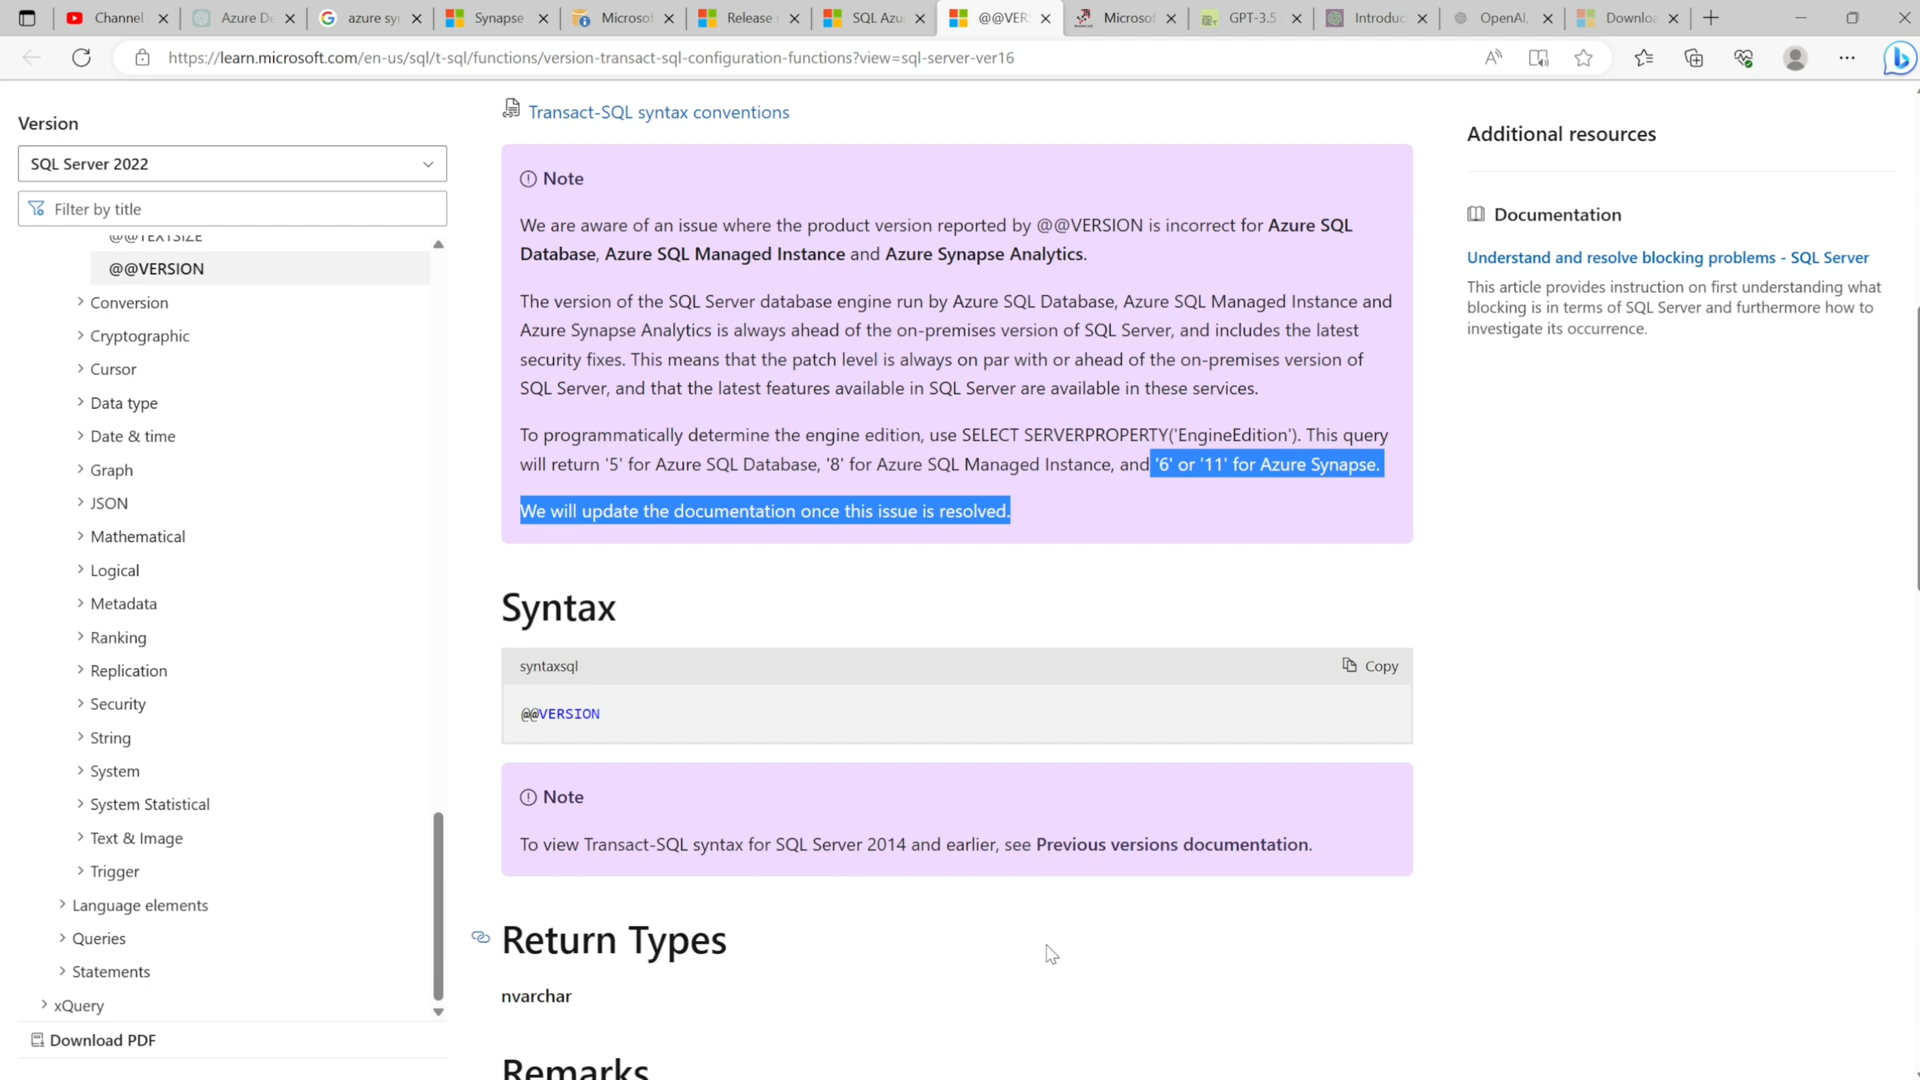 Channel
Azure De
azure syn
Synapse
Microsof
Release n
SQL Azu
@@VER
Microsof
GPT-3.5
Introduc
OpenAI,
Downloa
https://learn.microsoft.com/en-us/sql/t-sql/functions/version-transact-sql-configuration-functions?view=sql-server-ver16
Version
SQL Server 2022
Filter by title
@@TEXTSIZE
@@VERSION
Conversion
Cryptographic
Cursor
Data type
Date & time
Graph
JSON
Mathematical
Logical
Metadata
Ranking
Replication
Security
String
System
System Statistical
Text & Image
Trigger
Language elements
Queries
Statements
xQuery
Download PDF
Transact-SQL syntax conventions
Note
We are aware of an issue where the product version reported by @@VERSION is incorrect for Azure SQL
Database, Azure SQL Managed Instance and Azure Synapse Analytics.
The version of the SQL Server database engine run by Azure SQL Database, Azure SQL Managed Instance and
Azure Synapse Analytics is always ahead of the on-premises version of SQL Server, and includes the latest
security fixes. This means that the patch level is always on par with or ahead of the on-premises version of
SQL Server, and that the latest features available in SQL Server are available in these services.
To programmatically determine the engine edition, use SELECT SERVERPROPERTY('EngineEdition'). This query
will return '5' for Azure SQL Database, '8' for Azure SQL Managed Instance, and '6' or '11' for Azure Synapse.
We will update the documentation once this issue is resolved.
Syntax
syntaxsql
Copy
@@VERSION
Note
To view Transact-SQL syntax for SQL Server 2014 and earlier, see Previous versions documentation.
Return Types
nvarchar
Remarks
Additional resources
Documentation
Understand and resolve blocking problems - SQL Server
This article provides instruction on first understanding what
blocking is in terms of SQL Server and furthermore how to
investigate its occurrence.